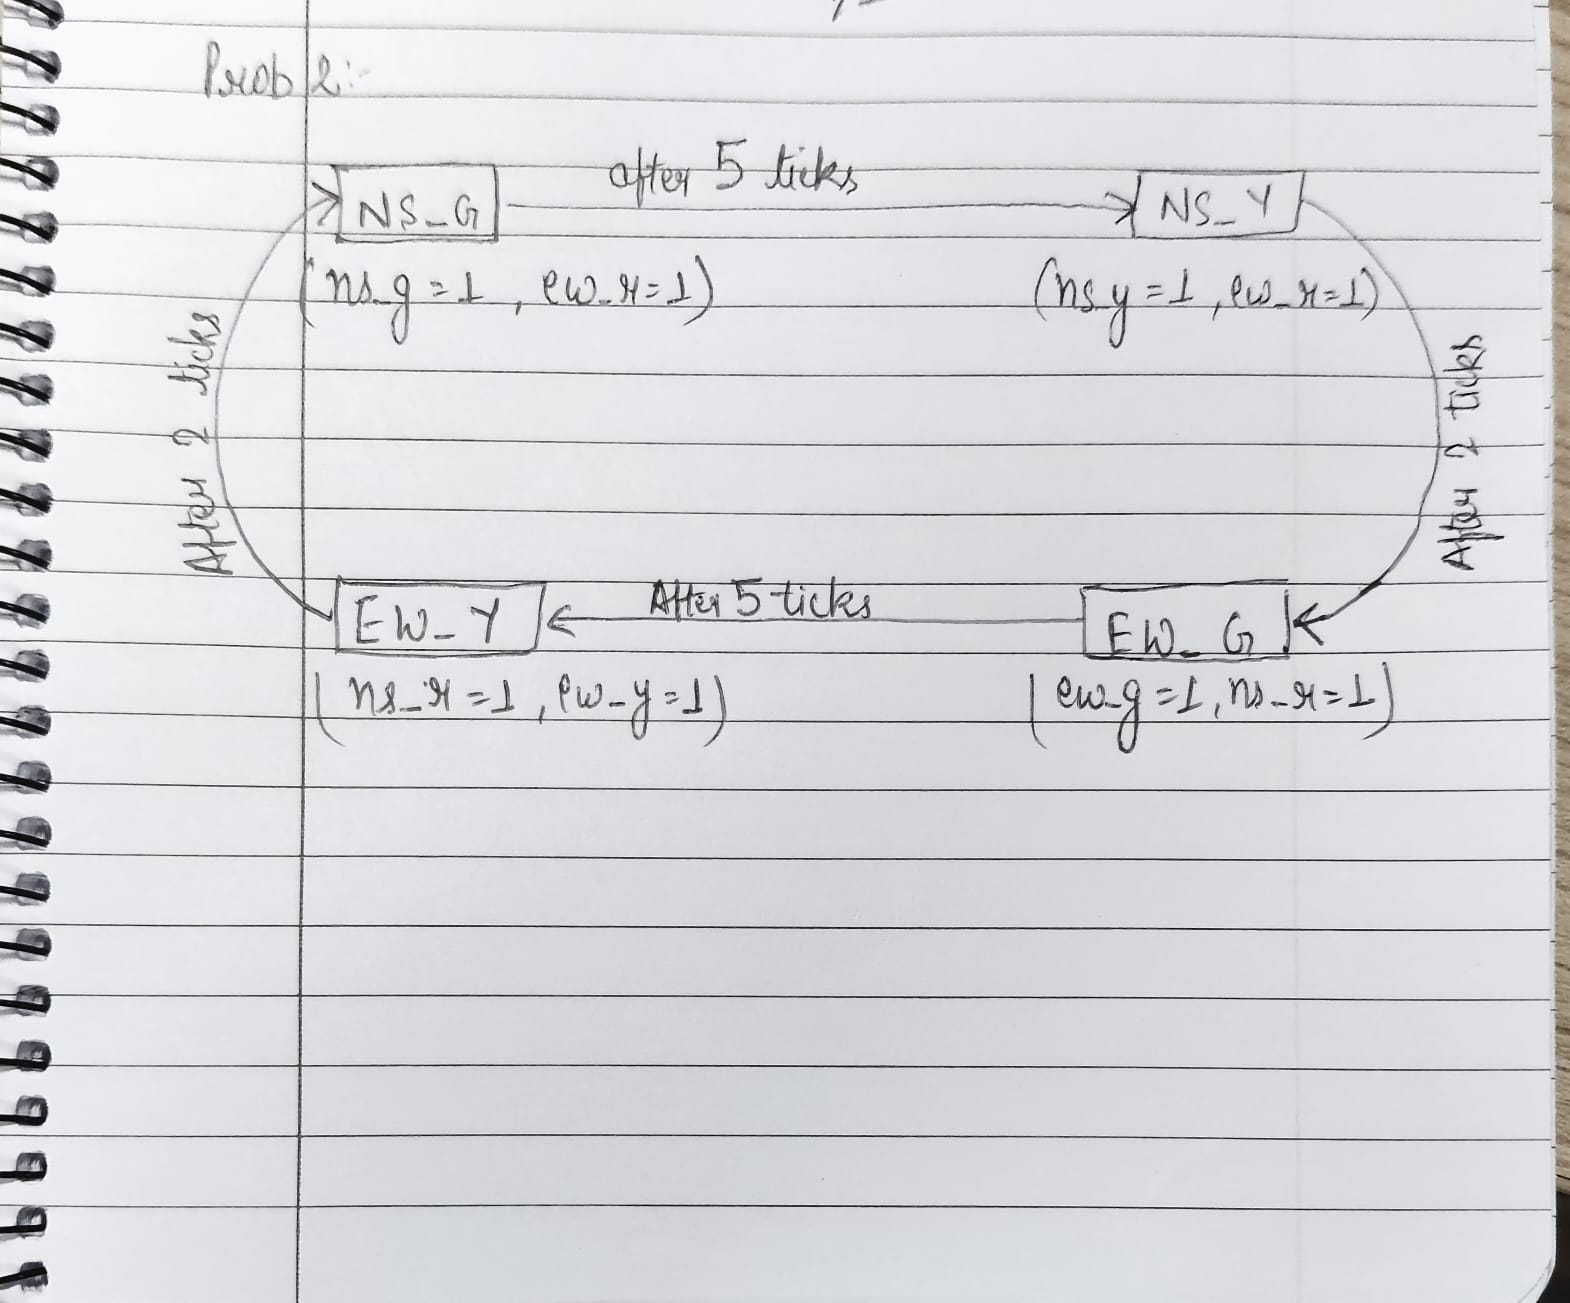 Prob 2:-
after 5 ticks
NS_G
NS_Y
(ns_g = 1, ew_r = 1)
(ns_y = 1, ew_r = 1)
After 2 ticks
After 2 ticks
After 5 ticks
EW_Y
EW_G
(ns_r = 1, ew_y = 1)
(ew_g = 1, ns_r = 1)